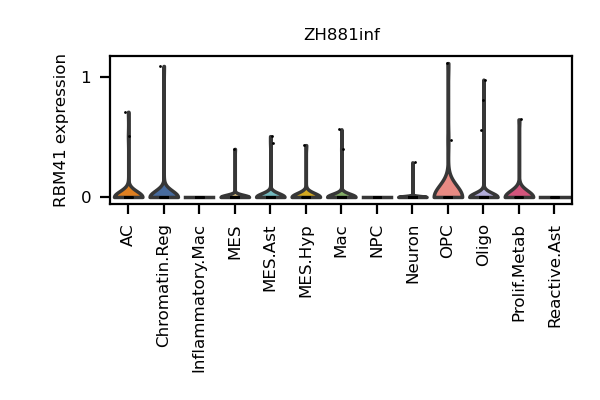 ZH881inf
RBM41 expression
1
0
AC
Chromatin.Reg
Inflammatory.Mac
MES
MES.Ast
MES.Hyp
Mac
NPC
Neuron
OPC
Oligo
Prolif.Metab
Reactive.Ast